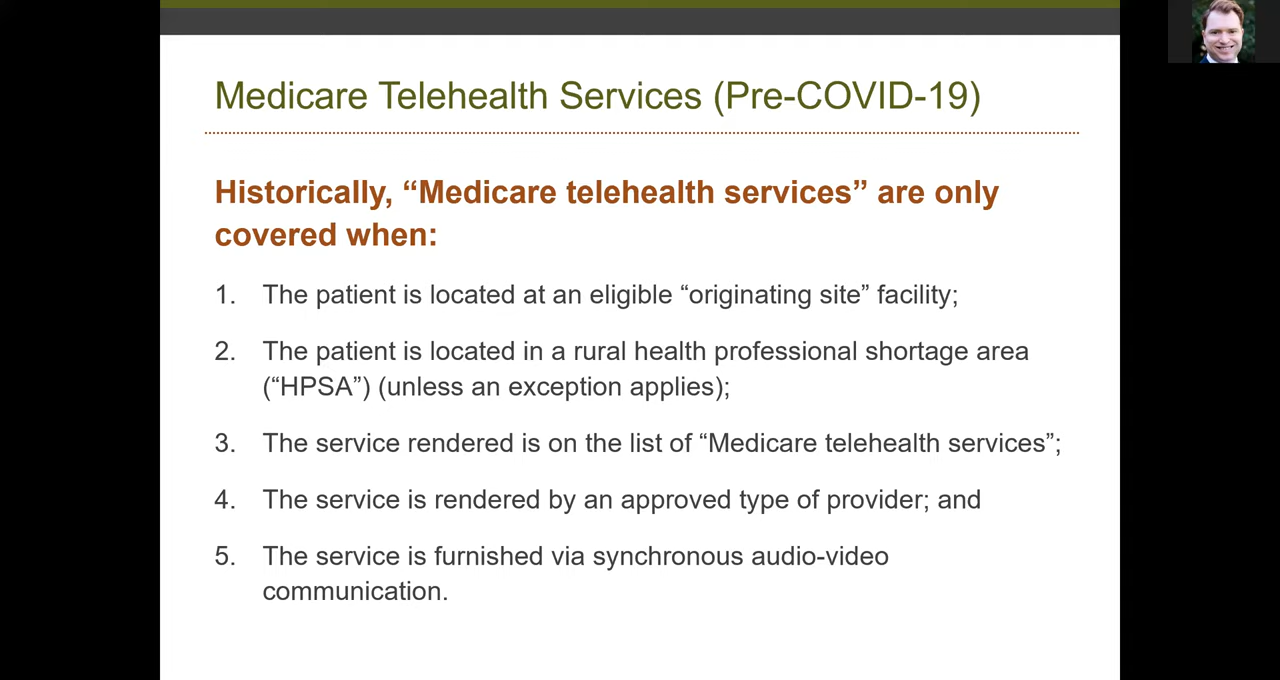 Medicare Telehealth Services (Pre-COVID-19)
Historically, “Medicare telehealth services” are only
covered when:
1. The patient is located at an eligible “originating site” facility;
2. The patient is located in a rural health professional shortage area
(“HPSA”) (unless an exception applies);
3. The service rendered is on the list of “Medicare telehealth services”;
4. The service is rendered by an approved type of provider; and
5. The service is furnished via synchronous audio-video
communication.